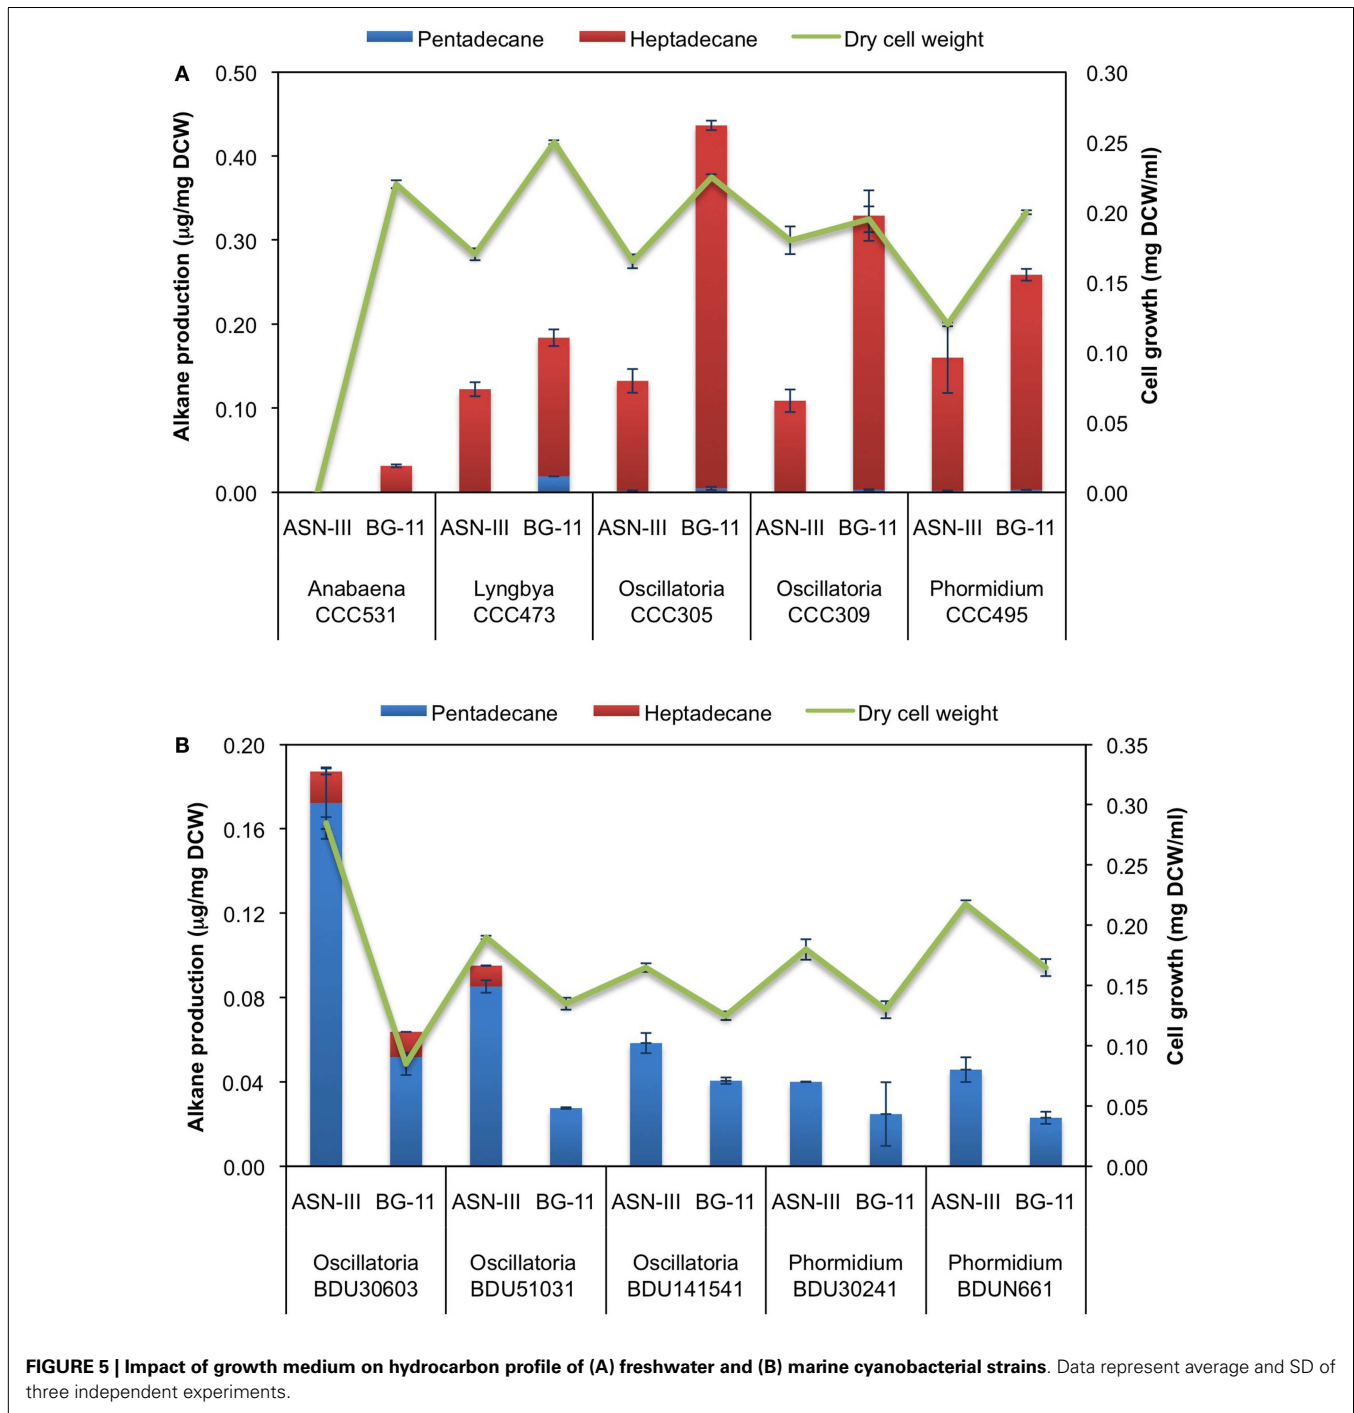 Pentadecane Heptadecane Dry cell weight
A
0.50 0.30
0.40 0.25
0.30 0.20
0.20 0.15
0.10 0.10
0.00 0.05
0.00
Alkane production (µg/mg DCW)
Cell growth (mg DCW/ml)
ASN-III BG-11 ASN-III BG-11 ASN-III BG-11 ASN-III BG-11 ASN-III BG-11
Anabaena Lyngbya Oscillatoria Oscillatoria Phormidium
CCC531 CCC473 CCC305 CCC309 CCC495
Pentadecane Heptadecane Dry cell weight
B
0.20 0.35
0.16 0.30
0.12 0.25
0.08 0.20
0.04 0.15
0.00 0.10
0.05
0.00
Alkane production (µg/mg DCW)
Cell growth (mg DCW/ml)
ASN-III BG-11 ASN-III BG-11 ASN-III BG-11 ASN-III BG-11 ASN-III BG-11
Oscillatoria Oscillatoria Oscillatoria Phormidium Phormidium
BDU30603 BDU51031 BDU141541 BDU30241 BDUN661
FIGURE 5 | Impact of growth medium on hydrocarbon profile of (A) freshwater and (B) marine cyanobacterial strains. Data represent average and SD of
three independent experiments.